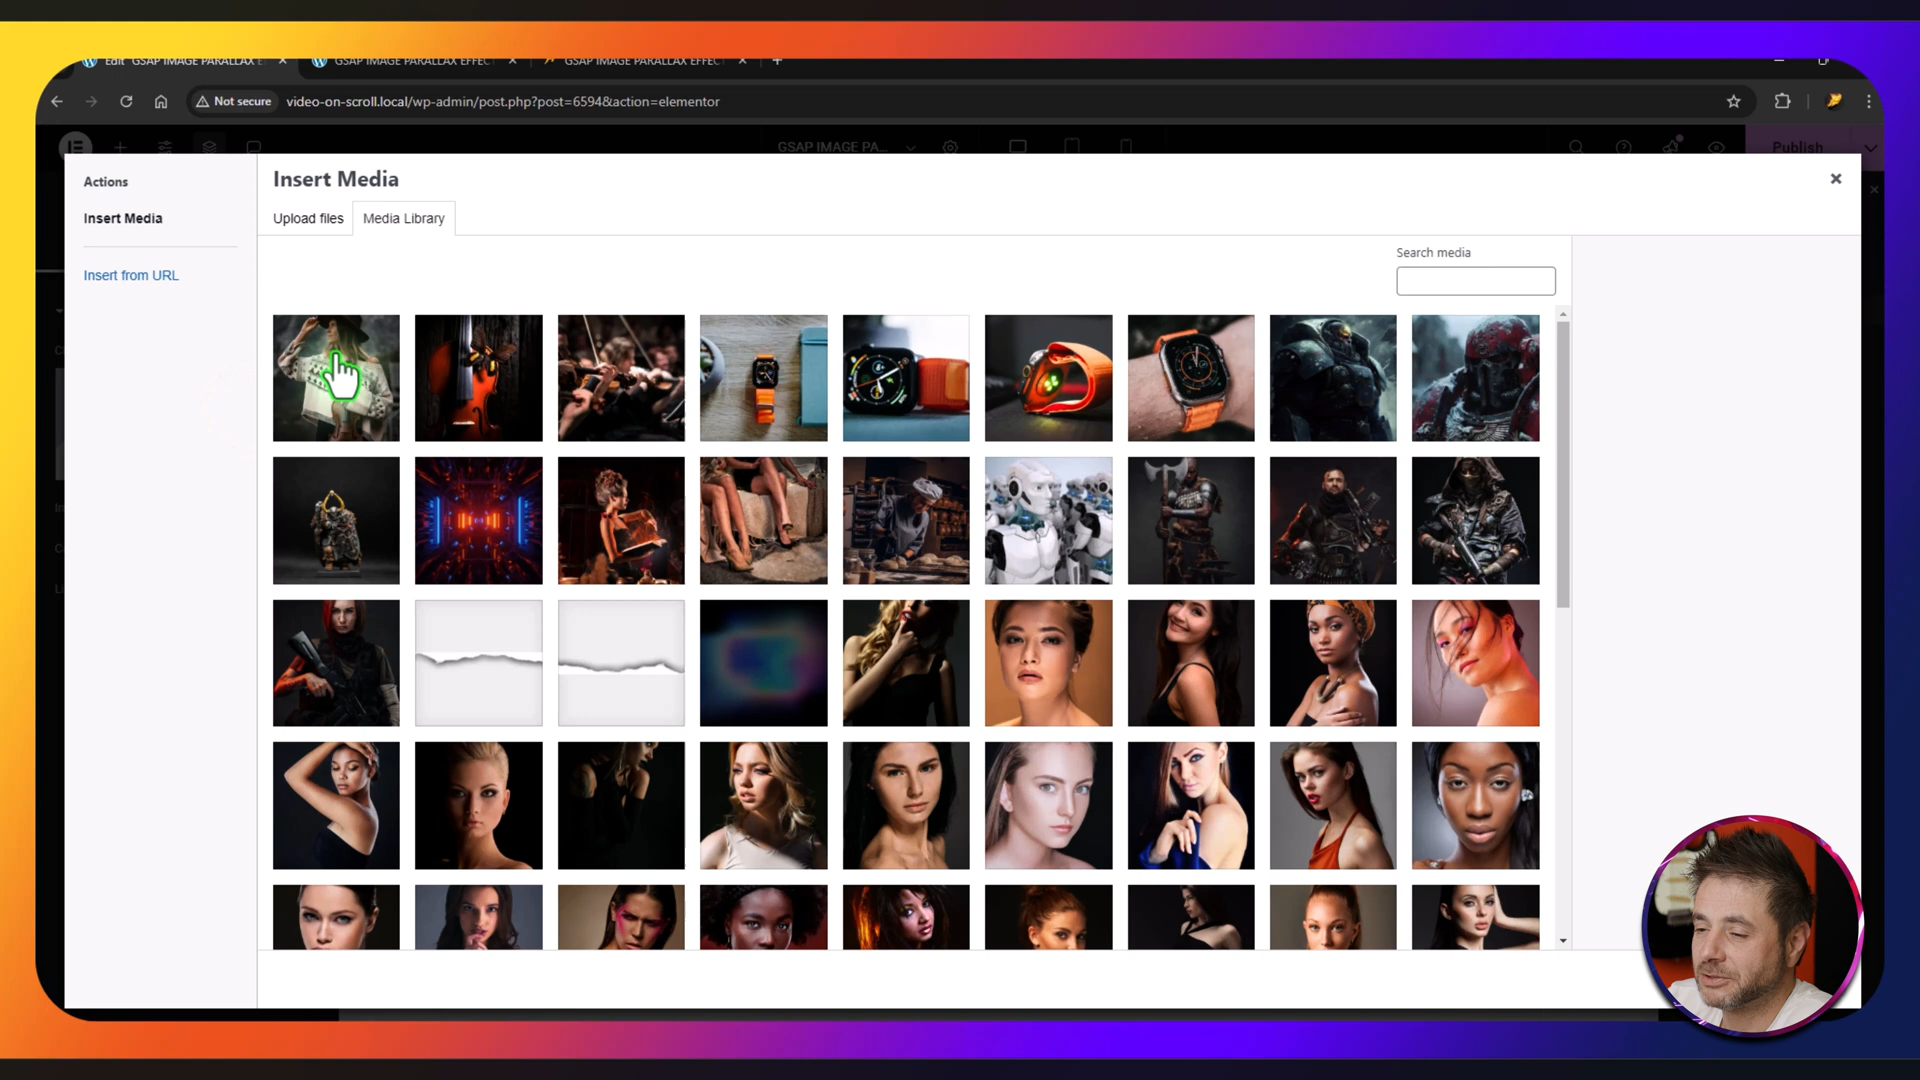 Edit "GSAP IMAGE PARALLAX E
GSAP IMAGE PARALLAX EFFECT
GSAP IMAGE PARALLAX EFFECT
Not secure
video-on-scroll.local/wp-admin/post.php?post=6594&action=elementor
GSAP IMAGE PA...
Publish
Actions
Insert Media
Insert from URL
Insert Media
Upload files
Media Library
Search media